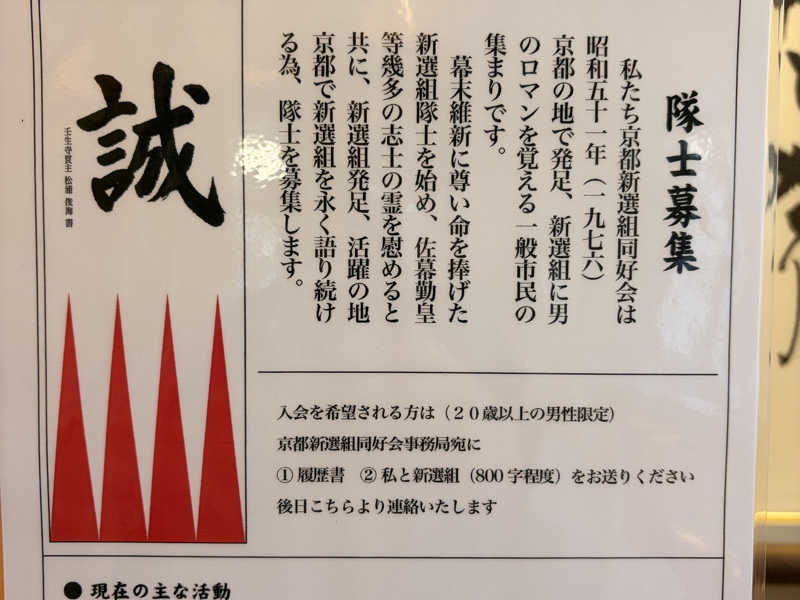 隊士募集
私たち京都新選組同好会は
昭和五十一年(一九七六)
京都の地で発足、新選組に男
のロマンを覚える一般市民の
集まりです。
幕末維新に尊い命を捧げた
新選組隊士を始め、佐幕勤皇
等幾多の志士の霊を慰めると
共に、新選組発足、活躍の地
京都で新選組を永く語り続け
る為、隊士を募集します。
誠
壬生寺貫主 松浦 俊海 書
入会を希望される方は(20歳以上の男性限定)
京都新選組同好会事務局宛に
① 履歴書 ② 私と新選組(800字程度)をお送りください
後日こちらより連絡いたします
● 現在の主な活動